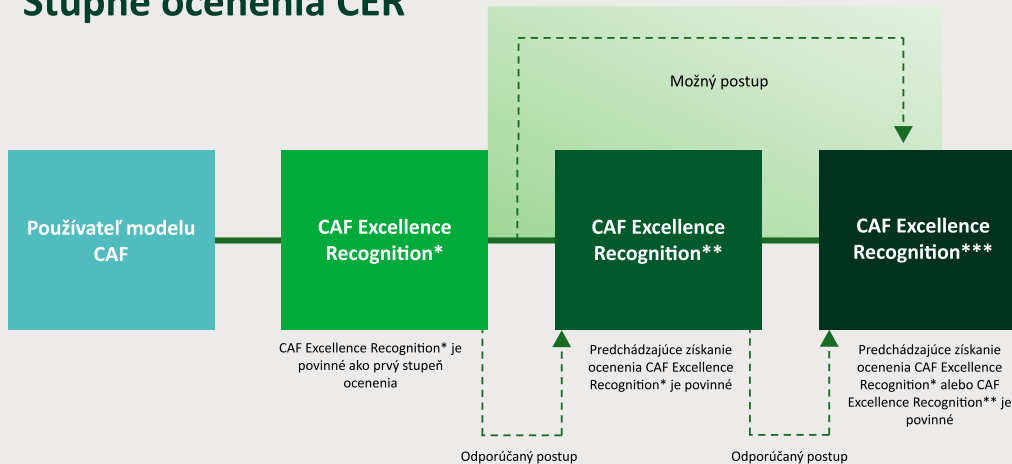 Stupne ocenenia CER
Možný postup
Používateľ modelu
CAF
CAF Excellence
Recognition*
CAF Excellence
Recognition**
CAF Excellence
Recognition***
CAF Excellence Recognition* je
povinné ako prvý stupeň
ocenenia
Predchádzajúce získanie
ocenenia CAF Excellence
Recognition* je povinné
Predchádzajúce získanie
ocenenia CAF Excellence
Recognition* alebo CAF
Excellence Recognition** je
povinné
Odporúčaný postup
Odporúčaný postup